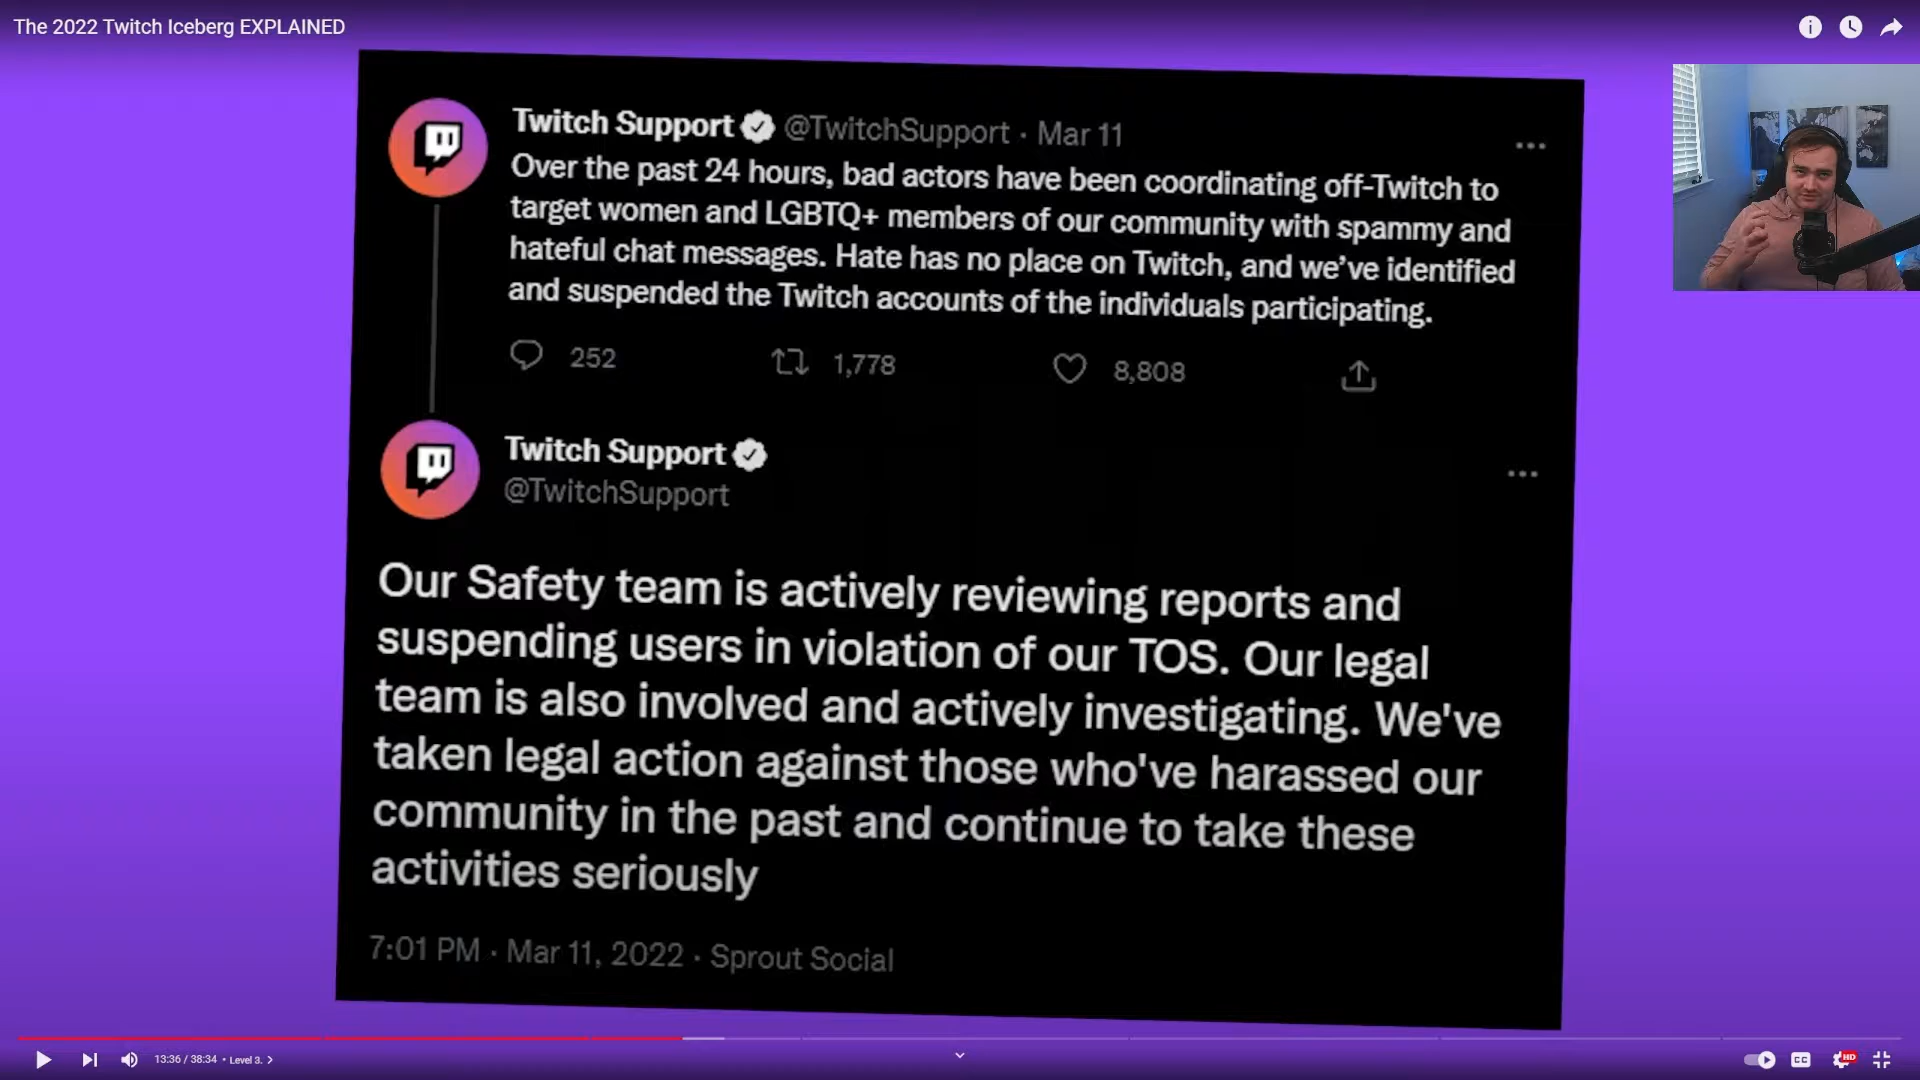 The 2022 Twitch Iceberg EXPLAINED
Twitch Support @TwitchSupport · Mar 11
Over the past 24 hours, bad actors have been coordinating off-Twitch to
target women and LGBTQ+ members of our community with spammy and
hateful chat messages. Hate has no place on Twitch, and we've identified
and suspended the Twitch accounts of the individuals participating.
252 1,778 8,808
Twitch Support
@TwitchSupport
Our Safety team is actively reviewing reports and
suspending users in violation of our TOS. Our legal
team is also involved and actively investigating. We've
taken legal action against those who've harassed our
community in the past and continue to take these
activities seriously
7:01 PM · Mar 11, 2022 · Sprout Social
13:36 / 38:34 • Level 3. >
CC HD